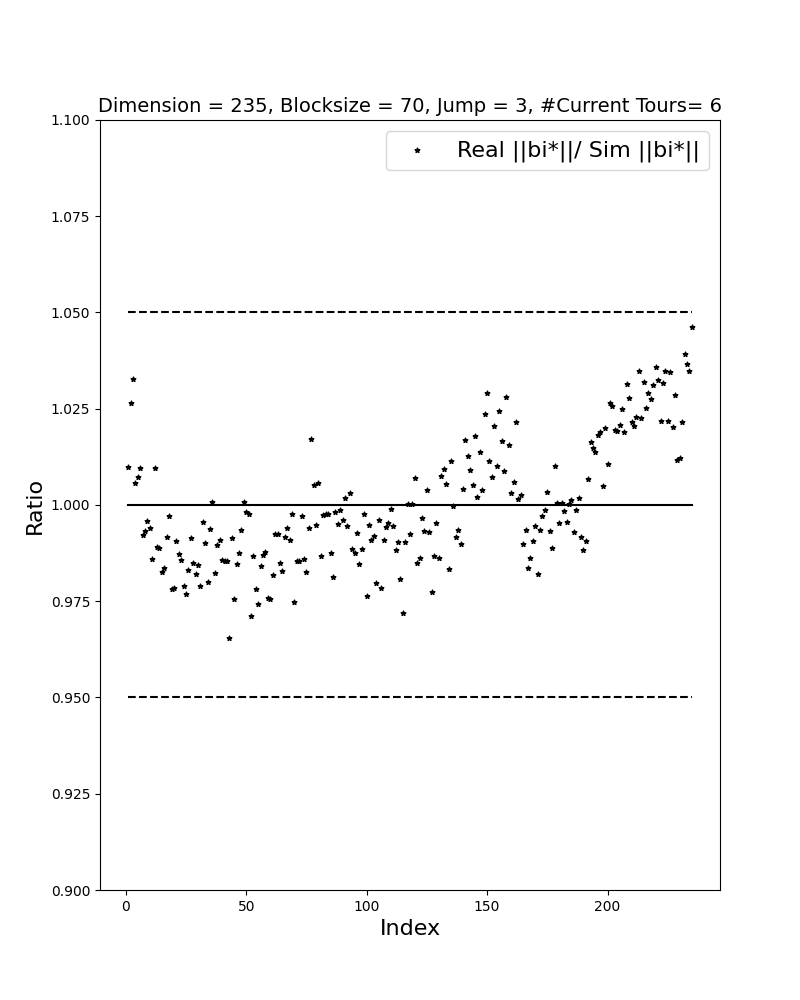 Dimension = 235, Blocksize = 70, Jump = 3, #Current Tours= 6
Real ||bi*||/ Sim ||bi*||
1.100
1.075
1.050
1.025
1.000
0.975
0.950
0.925
0.900
Ratio
0 50 100 150 200
Index